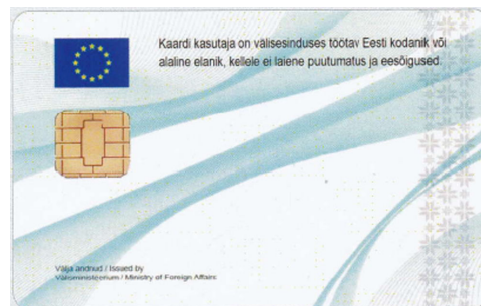 Kaardi kasutaja on välisesinduses töötav Eesti kodanik või
alaline elanik, kellele ei laiene puutumatus ja eesõigused.
Välja andnud / Issued by
Välisministeerium / Ministry of Foreign Affairs